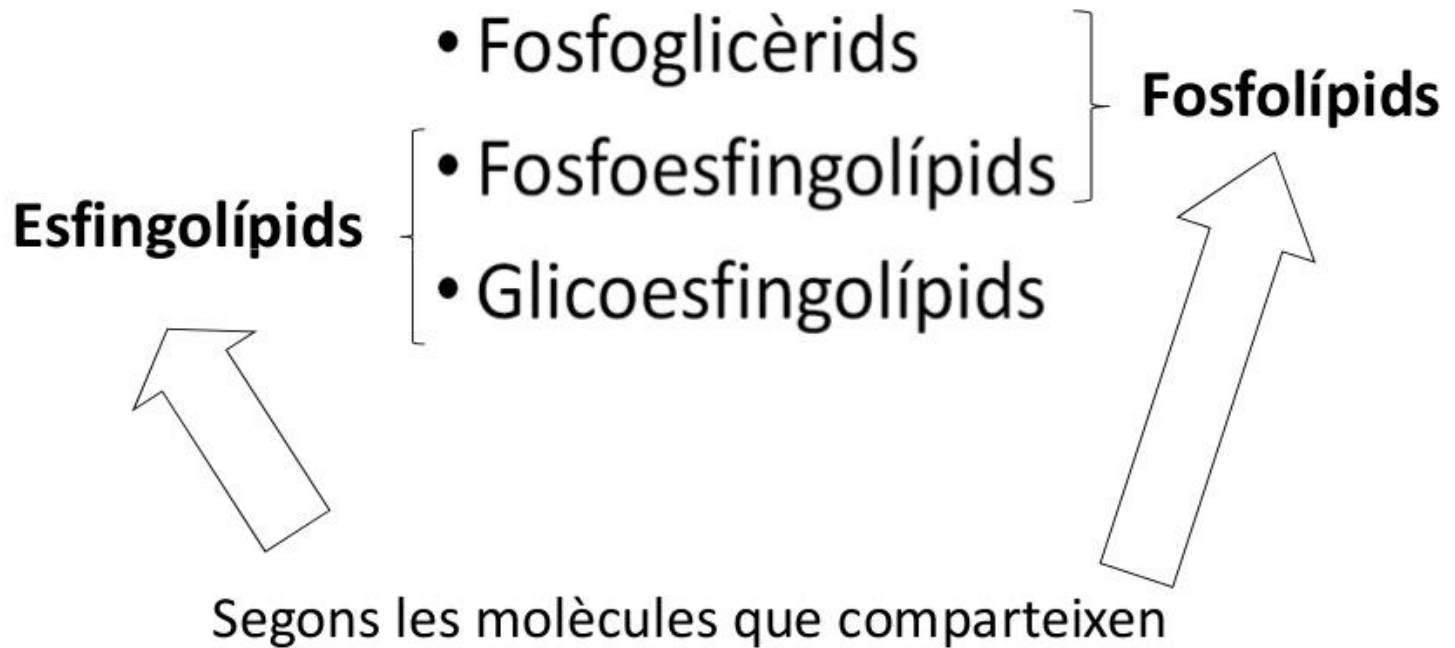 • Fosfoglicèrids
Fosfolípids
• Fosfoesfingolípids
Esfingolípids
• Glicoesfingolípids
Segons les molècules que comparteixen